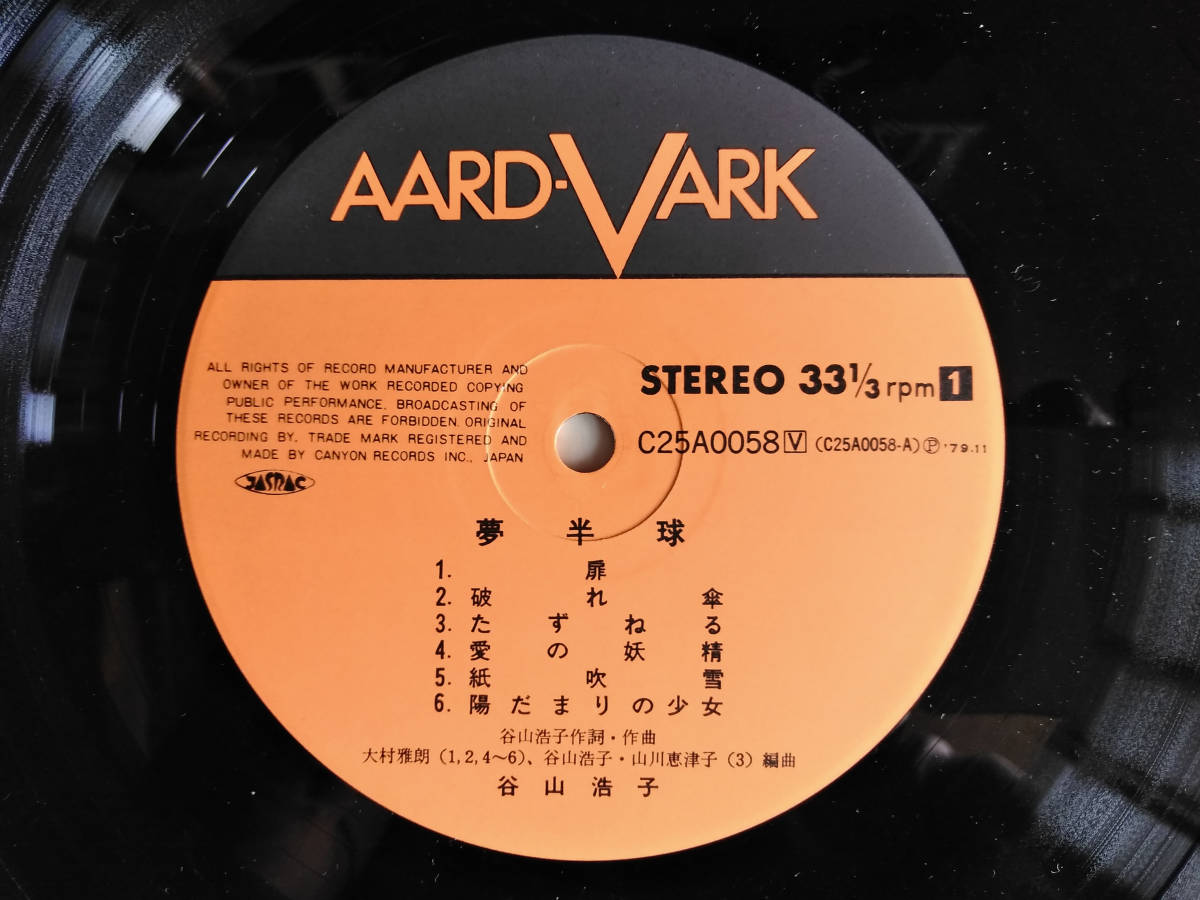 AARD-VARK
ALL RIGHTS OF RECORD MANUFACTURER AND
OWNER OF THE WORK RECORDED COPYING
PUBLIC PERFORMANCE, BROADCASTING OF
THESE RECORDS ARE FORBIDDEN. ORIGINAL
RECORDING BY, TRADE MARK REGISTERED AND
MADE BY CANYON RECORDS INC., JAPAN
JASRAC
STEREO 33 1/3 rpm 1
C25A0058 V (C25A0058-A) Ⓟ '79.11
夢半球
1. 扉
2. 破れ傘
3. たずねる
4. 愛の妖精
5. 紙吹雪
6. 陽だまりの少女
谷山浩子作詞・作曲
大村雅朗 (1,2,4~6)、谷山浩子・山川恵津子 (3) 編曲
谷山浩子